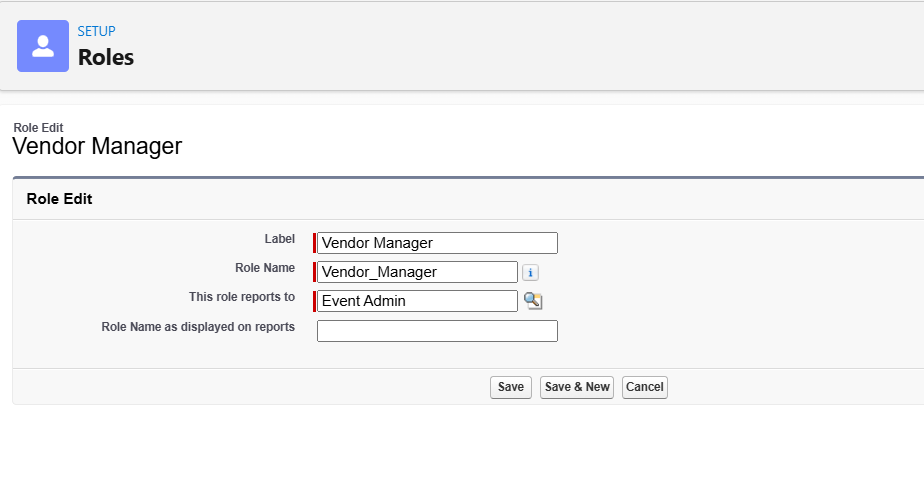 SETUP
Roles
Role Edit
Vendor Manager
Role Edit
Label Vendor Manager
Role Name Vendor_Manager i
This role reports to Event Admin
Role Name as displayed on reports
Save Save & New Cancel